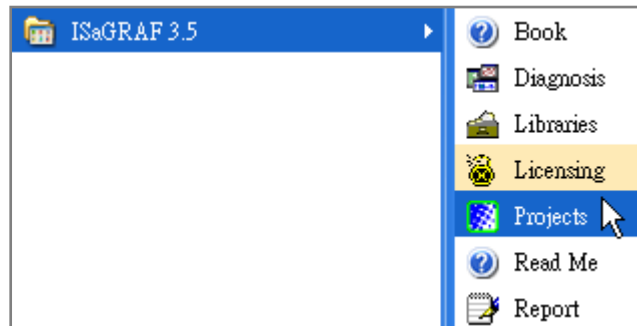 ISaGRAF 3.5
Book
Diagnosis
Libraries
Licensing
Projects
Read Me
Report